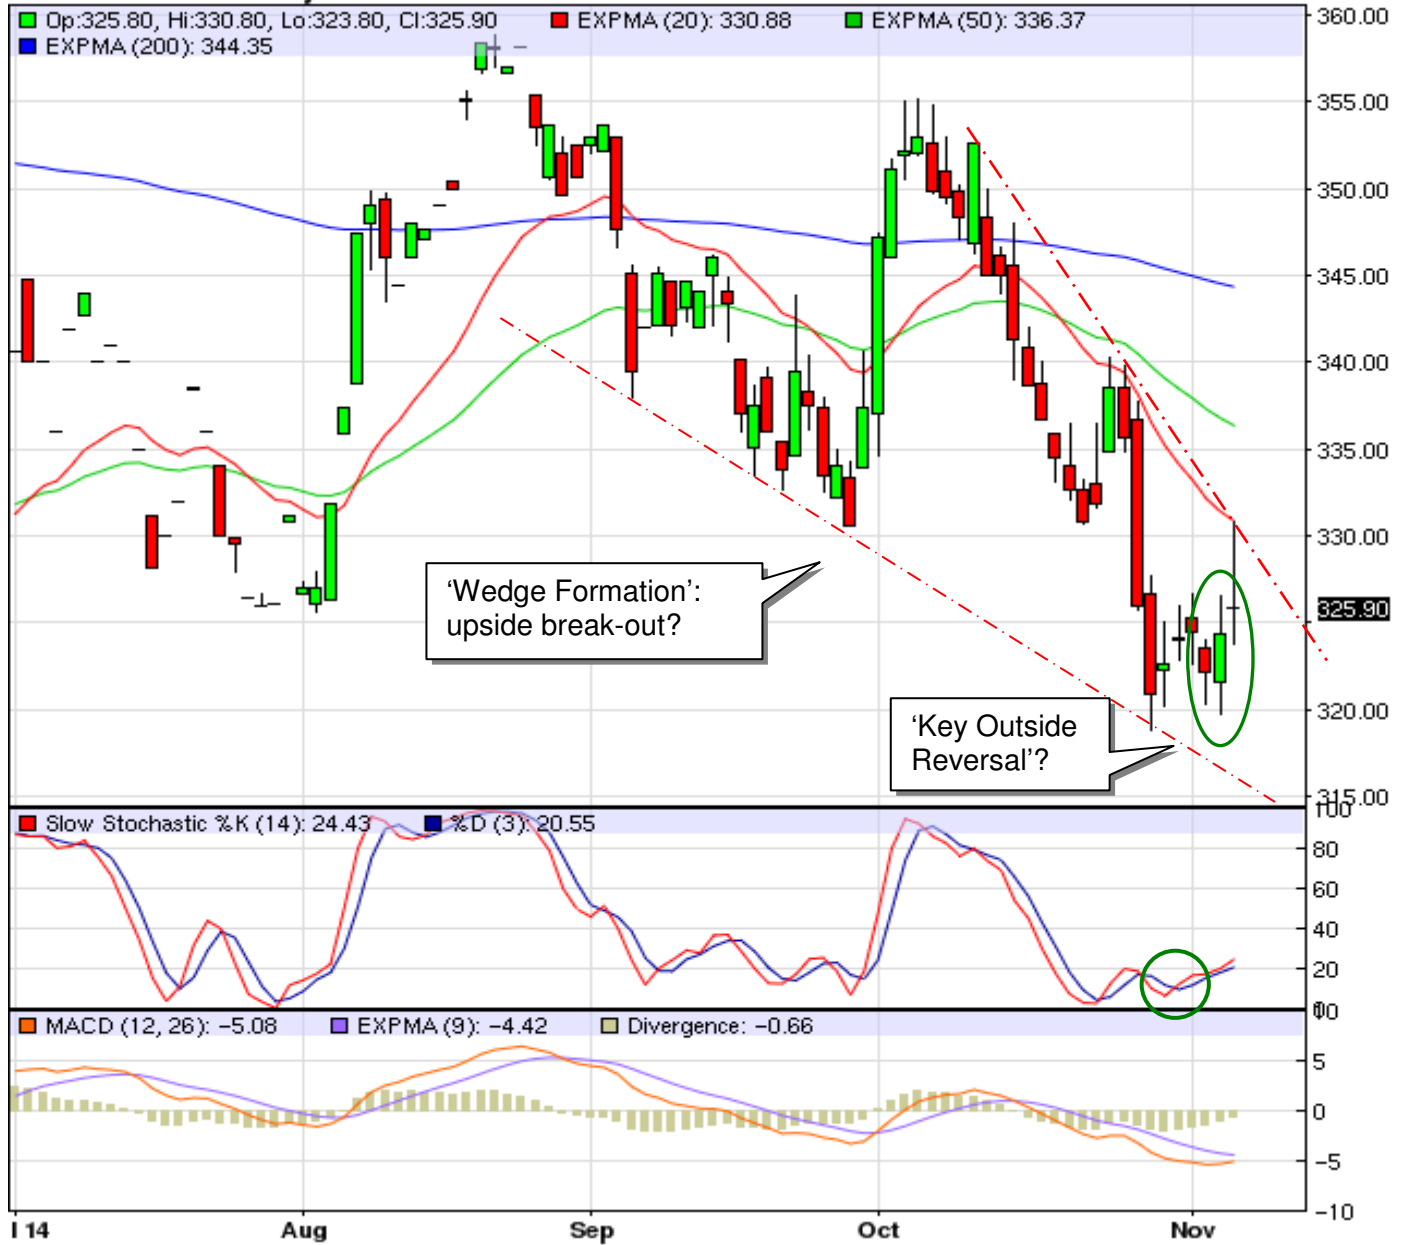 Op:325.80, Hi:330.80, Lo:323.80, Cl:325.90 EXPMA (20): 330.88 EXPMA (50): 336.37
EXPMA (200): 344.35
360.00
355.00
350.00
345.00
340.00
335.00
330.00
325.90
320.00
315.00
‘Wedge Formation’:
upside break-out?
‘Key Outside
Reversal’?
Slow Stochastic %K (14): 24.43 %D (3): 20.55
100
80
60
40
20
MACD (12, 26): −5.08 EXPMA (9): −4.42 Divergence: −0.66
5
0
−5
−10
l 14 Aug Sep Oct Nov